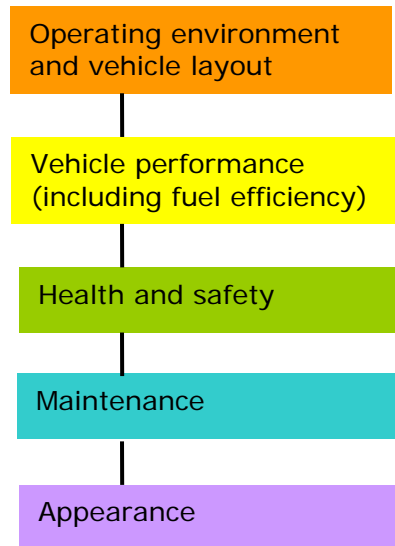 Operating environment
and vehicle layout
Vehicle performance
(including fuel efficiency)
Health and safety
Maintenance
Appearance